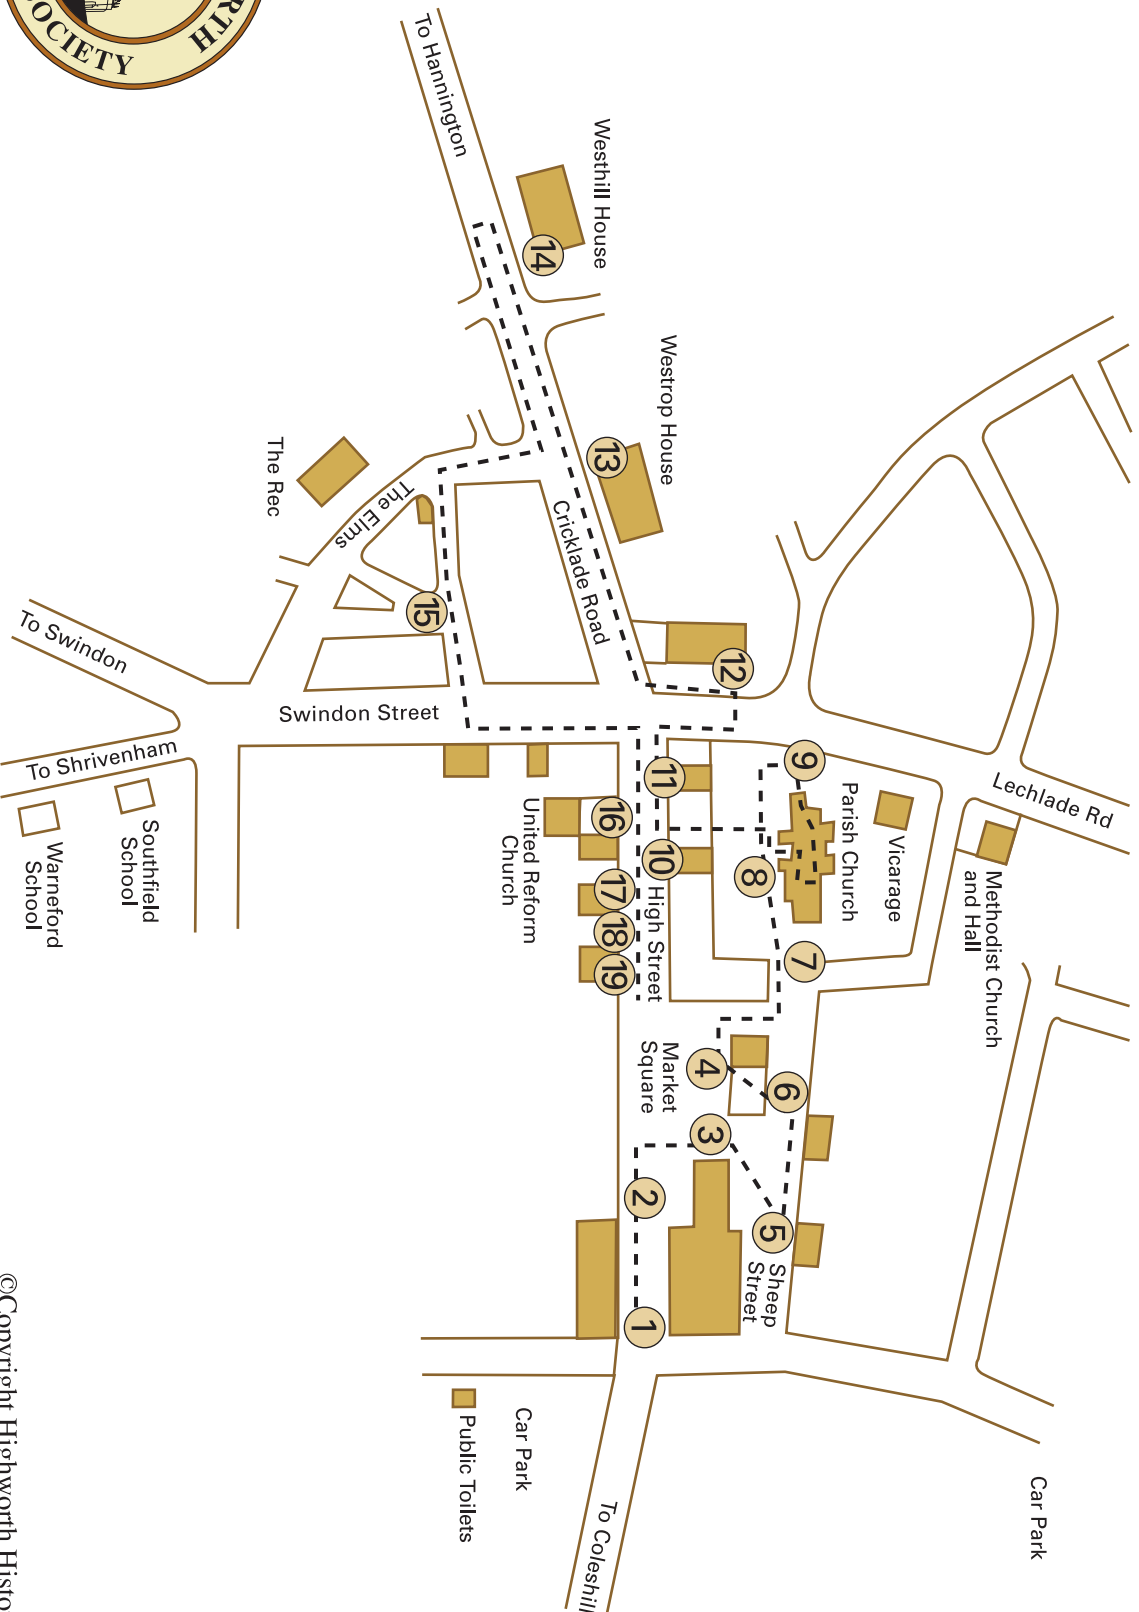 SOCIETY
RTH
To Hannington
Westhill House
14
Westrop House
13
The Rec
The Elms
Cricklade Road
15
12
To Swindon
Swindon Street
To Shrivenham
Southfield
School
Warneford
School
United Reform
Church
16
17
18
19
11
10
High Street
9
8
7
Parish Church
Vicarage
Lechlade Rd
Methodist Church
and Hall
Market
Square
4
6
3
2
5
Sheep
Street
1
Car Park
Public Toilets
To Coleshill
Car Park
©Copyright Highworth Histo